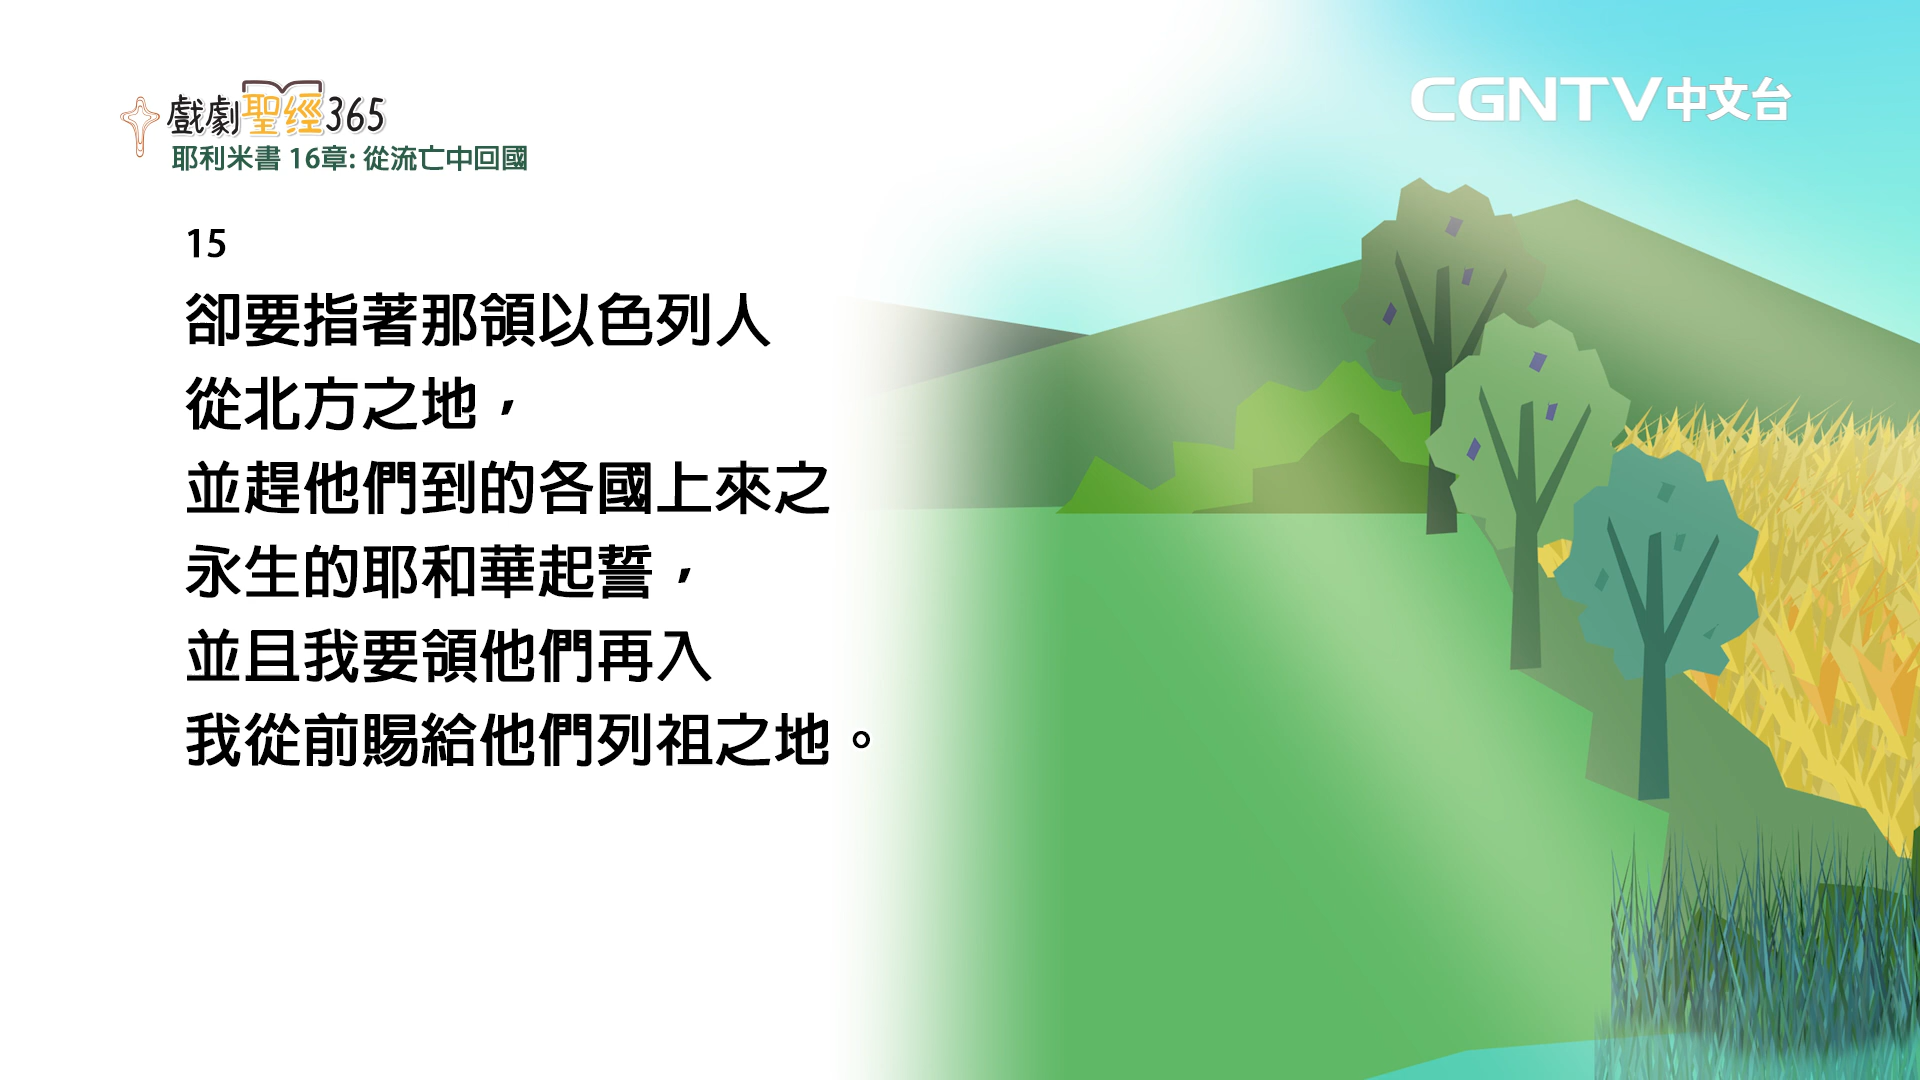 戲劇聖經365
CGNTV中文台
耶利米書 16章: 從流亡中回國
15
卻要指著那領以色列人
從北方之地，
並趕他們到的各國上來之
永生的耶和華起誓，
並且我要領他們再入
我從前賜給他們列祖之地。